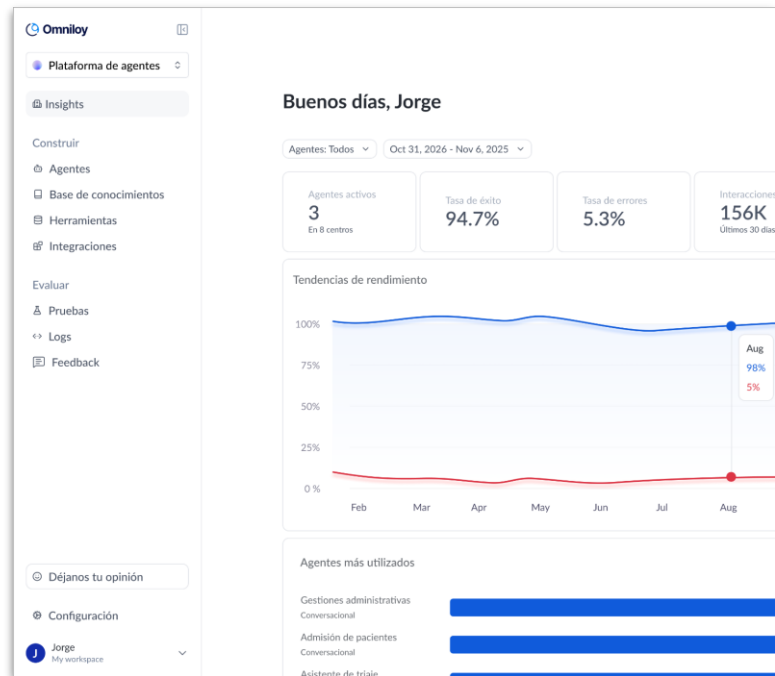 Omniloy
Plataforma de agentes
Insights
Construir
Agentes
Base de conocimientos
Herramientas
Integraciones
Evaluar
Pruebas
Logs
Feedback
Déjanos tu opinión
Configuración
J
Jorge
My workspace
Buenos días, Jorge
Agentes: Todos
Oct 31, 2026 - Nov 6, 2025
Agentes activos
3
En 8 centros
Tasa de éxito
94.7%
Tasa de errores
5.3%
Interacciones
156K
Últimos 30 días
Tendencias de rendimiento
100%
75%
50%
25%
0 %
Aug
98%
5%
Feb Mar Apr May Jun Jul Aug
Agentes más utilizados
Gestiones administrativas
Conversacional
Admisión de pacientes
Conversacional
Asistente de triaje